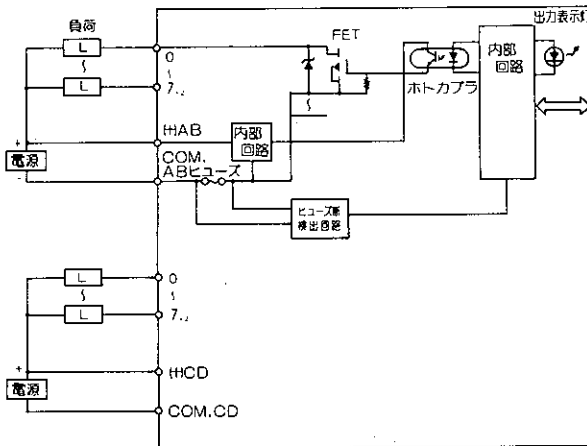 出力表示灯
負荷
L
0
FET
内部
回路
L
7.
ホトカプラ
(+)AB
内部
回路
+
電源
-
COM.
ABヒューズ
ヒューズ断
検出回路
L
0
L
7.
+
電源
-
(+)CD
COM.CD